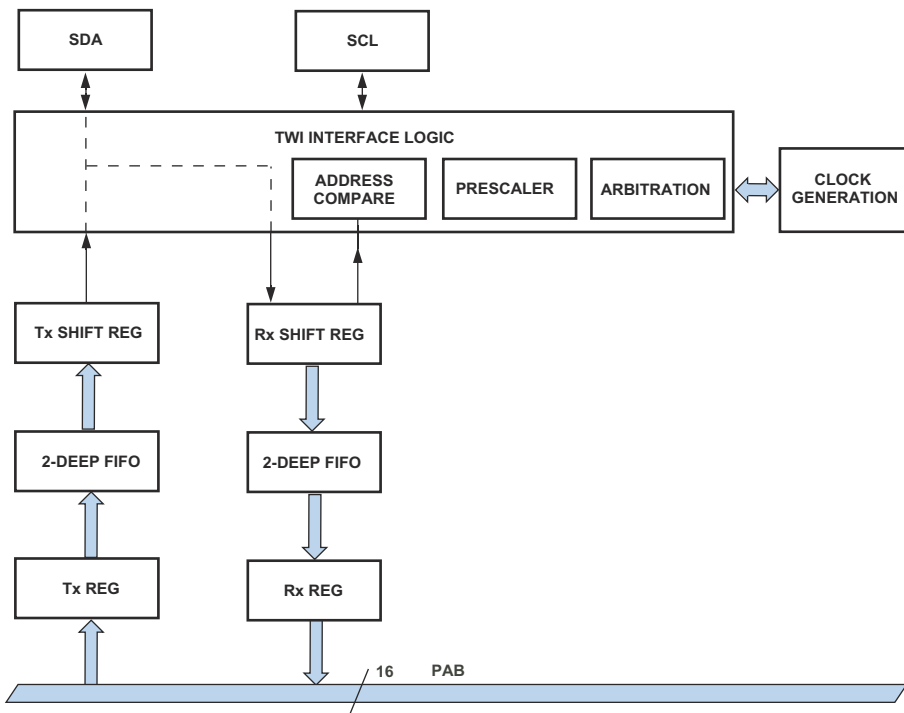 SDA
SCL
TWI INTERFACE LOGIC
ADDRESS
COMPARE
PRESCALER
ARBITRATION
CLOCK
GENERATION
Tx SHIFT REG
Rx SHIFT REG
2-DEEP FIFO
2-DEEP FIFO
Tx REG
Rx REG
16 PAB